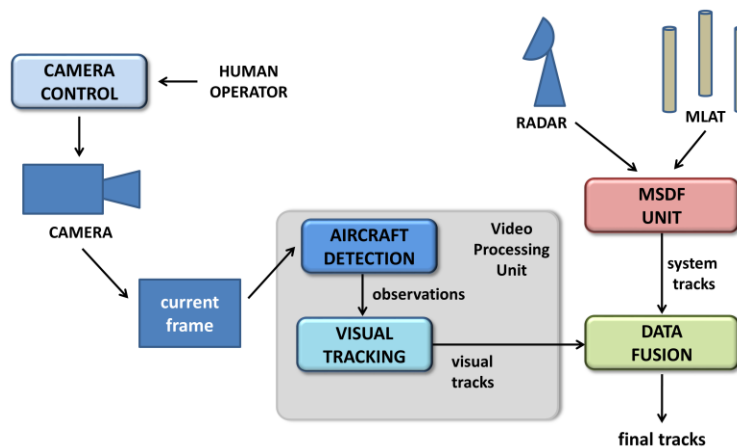 CAMERA
CONTROL
HUMAN
OPERATOR
CAMERA
current
frame
Video
Processing
Unit
AIRCRAFT
DETECTION
observations
VISUAL
TRACKING
visual
tracks
RADAR
MLAT
MSDF
UNIT
system
tracks
DATA
FUSION
final tracks